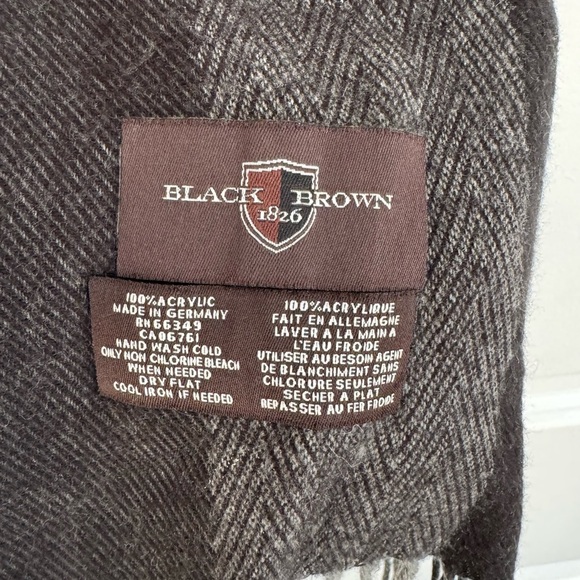 BLACK BROWN
1826
100% ACRYLIC
MADE IN GERMANY
RN66349
CA06761
HAND WASH COLD
ONLY NON CHLORINE BLEACH
WHEN NEEDED
DRY FLAT
COOL IRON IF NEEDED
100% ACRYLIQUE
FAIT EN ALLEMAGNE
LAVER A LA MAIN A
L'EAU FROIDE
UTILISER AU BESOIN AGENT
DE BLANCHIMENT SANS
CHLORURE SEULEMENT
SECHER A PLAT
REPASSER AU FER FROIDE